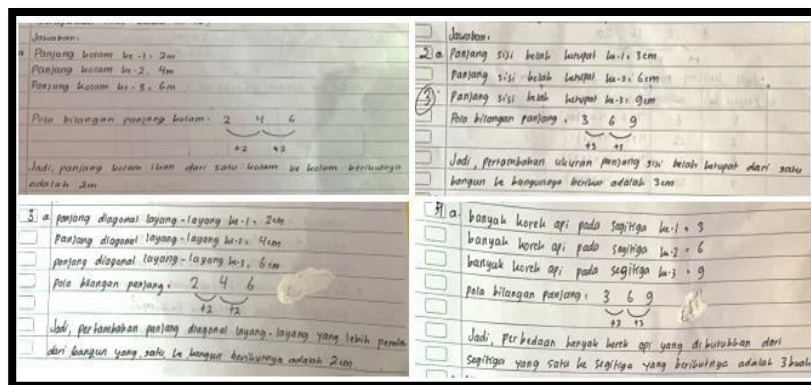 Jawaban:
Panjang kolam ke-1 = 2m
Panjang kolam ke-2 = 4m
Panjang kolam ke-3 = 6m
Pola bilangan panjang kolam = 2 4 6
+2 +2
Jadi, panjang kolam ikan dari satu kolam ke kolam berikutnya
adalah 2m
Jawaban:
2 a Panjang sisi belah ketupat ke-1 = 3cm
Panjang sisi belah ketupat ke-2 = 6cm
3 Panjang sisi belah ketupat ke-3 = 9cm
Pola bilangan panjang = 3 6 9
+3 +3
Jadi, pertambahan ukuran panjang sisi belah ketupat dari satu
bangun ke bangunnya adalah 3cm
3 a panjang diagonal layang-layang ke-1 = 2cm
Panjang diagonal layang-layang ke-2 = 4cm
panjang diagonal layang-layang ke-3 = 6cm
pola bilangan panjang = 2 4 6
+2 +2
Jadi, pertambahan panjang diagonal layang-layang yang lebih
dari bangun yang satu ke bangun berikutnya adalah 2cm
a. banyak korek api pada segitiga ke-1 = 3
banyak korek api pada segitiga ke-2 = 6
banyak korek api pada segitiga ke-3 = 9
pola bilangan panjang = 3 6 9
+3 +3
Jadi, perbedaan banyak korek api yang dibutuhkan dari
segitiga yang satu ke segitiga yang berikutnya adalah 3 buah